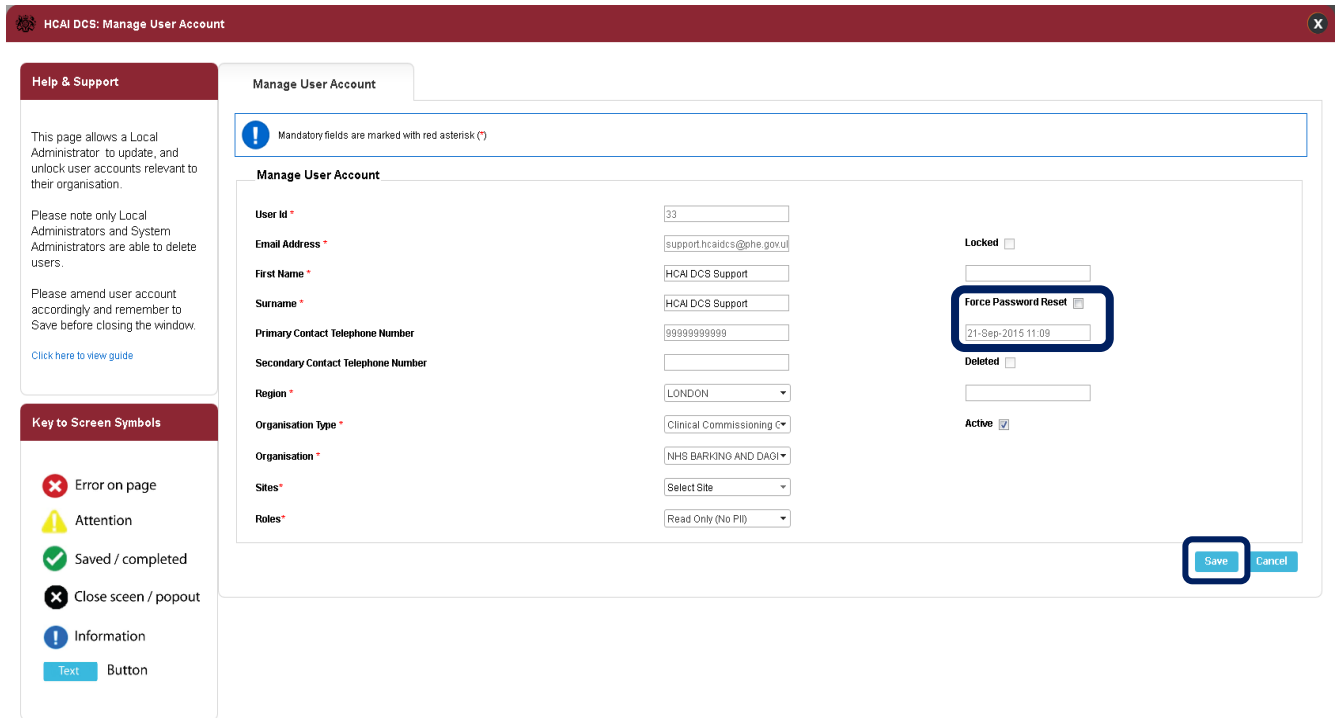 HCAI DCS: Manage User Account
X
Help & Support
This page allows a Local
Administrator to update, and
unlock user accounts relevant to
their organisation.
Please note only Local
Administrators and System
Administrators are able to delete
users.
Please amend user account
accordingly and remember to
Save before closing the window.
Click here to view guide
Key to Screen Symbols
Error on page
Attention
Saved / completed
Close sceen / popout
Information
Text Button
Manage User Account
Mandatory fields are marked with red asterisk (*)
Manage User Account
User Id * 33
Email Address * support.hcaidcs@phe.gov.ul Locked
First Name * HCAI DCS Support
Surname * HCAI DCS Support Force Password Reset
Primary Contact Telephone Number 99999999999 21-Sep-2015 11:09
Secondary Contact Telephone Number Deleted
Region * LONDON
Organisation Type * Clinical Commissioning C Active
Organisation * NHS BARKING AND DAGI
Sites* Select Site
Roles* Read Only (No PII)
Save Cancel